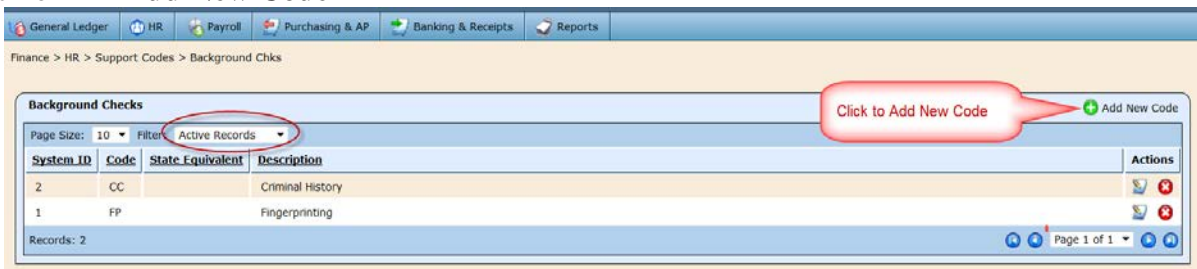 General Ledger HR Payroll Purchasing & AP Banking & Receipts Reports
Finance > HR > Support Codes > Background Chks
Background Checks Click to Add New Code Add New Code
Page Size: 10 Filter: Active Records
System ID Code State Equivalent Description Actions
2 CC Criminal History
1 FP Fingerprinting
Records: 2 Page 1 of 1